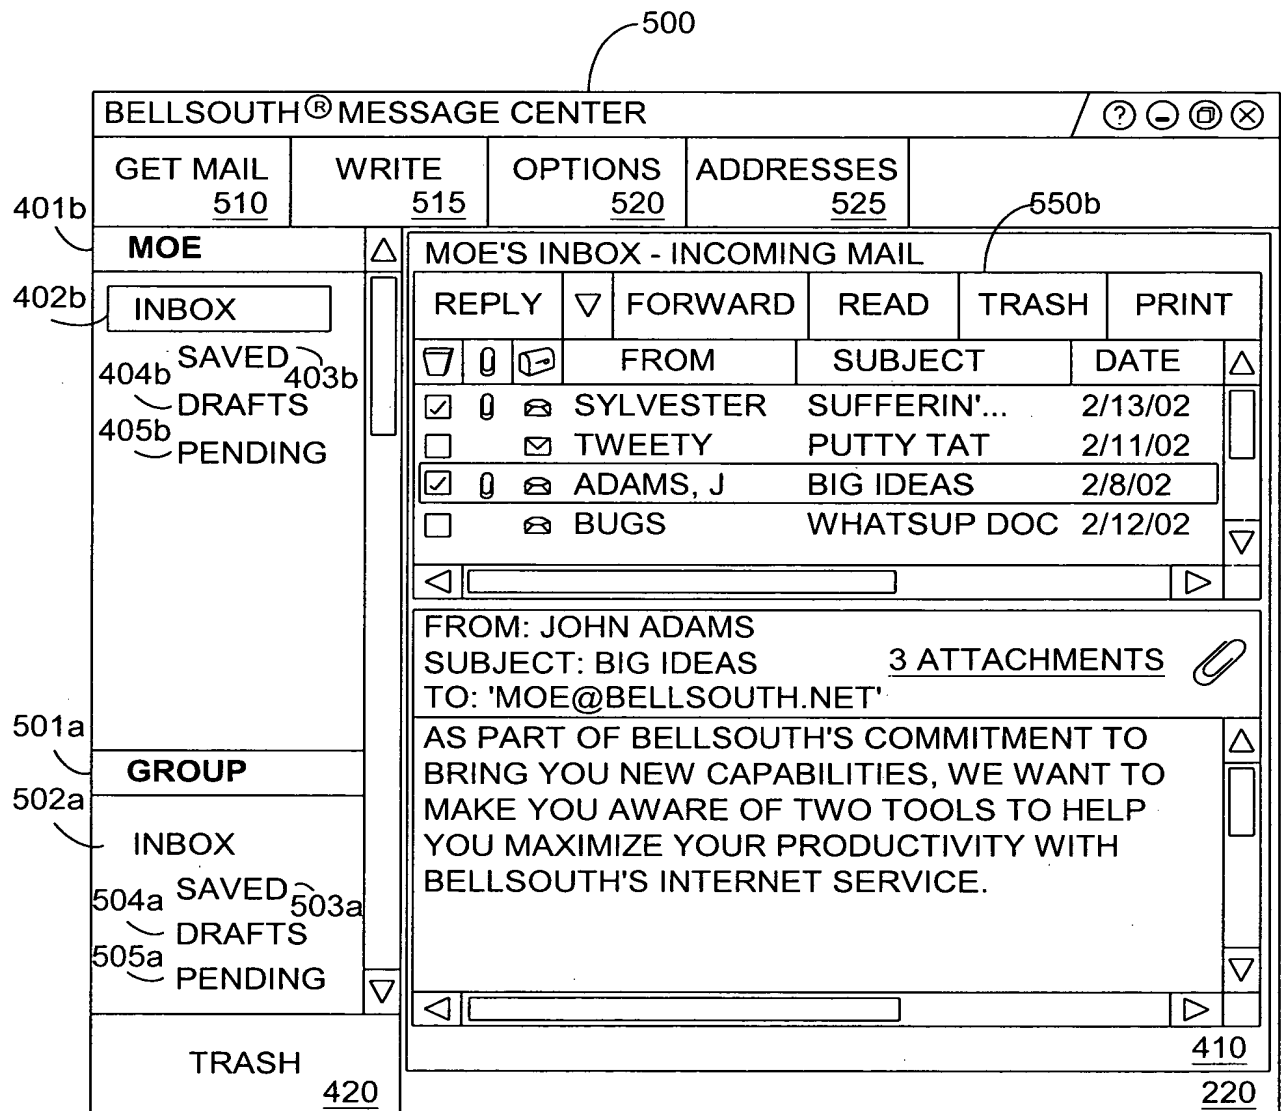 500
BELLSOUTH® MESSAGE CENTER ?
GET MAIL WRITE OPTIONS ADDRESSES
510 515 520 525
401b 550b
MOE
MOE'S INBOX - INCOMING MAIL
402b
INBOX
REPLY FORWARD READ TRASH PRINT
SAVED 403b
404b
DRAFTS
405b
PENDING
FROM SUBJECT DATE
SYLVESTER SUFFERIN'... 2/13/02
TWEETY PUTTY TAT 2/11/02
ADAMS, J BIG IDEAS 2/8/02
BUGS WHATSUP DOC 2/12/02
FROM: JOHN ADAMS
SUBJECT: BIG IDEAS 3 ATTACHMENTS
TO: 'MOE@BELLSOUTH.NET'
AS PART OF BELLSOUTH'S COMMITMENT TO
BRING YOU NEW CAPABILITIES, WE WANT TO
MAKE YOU AWARE OF TWO TOOLS TO HELP
YOU MAXIMIZE YOUR PRODUCTIVITY WITH
BELLSOUTH'S INTERNET SERVICE.
501a
GROUP
502a
INBOX
SAVED 503a
504a
DRAFTS
505a
PENDING
TRASH
420
410
220